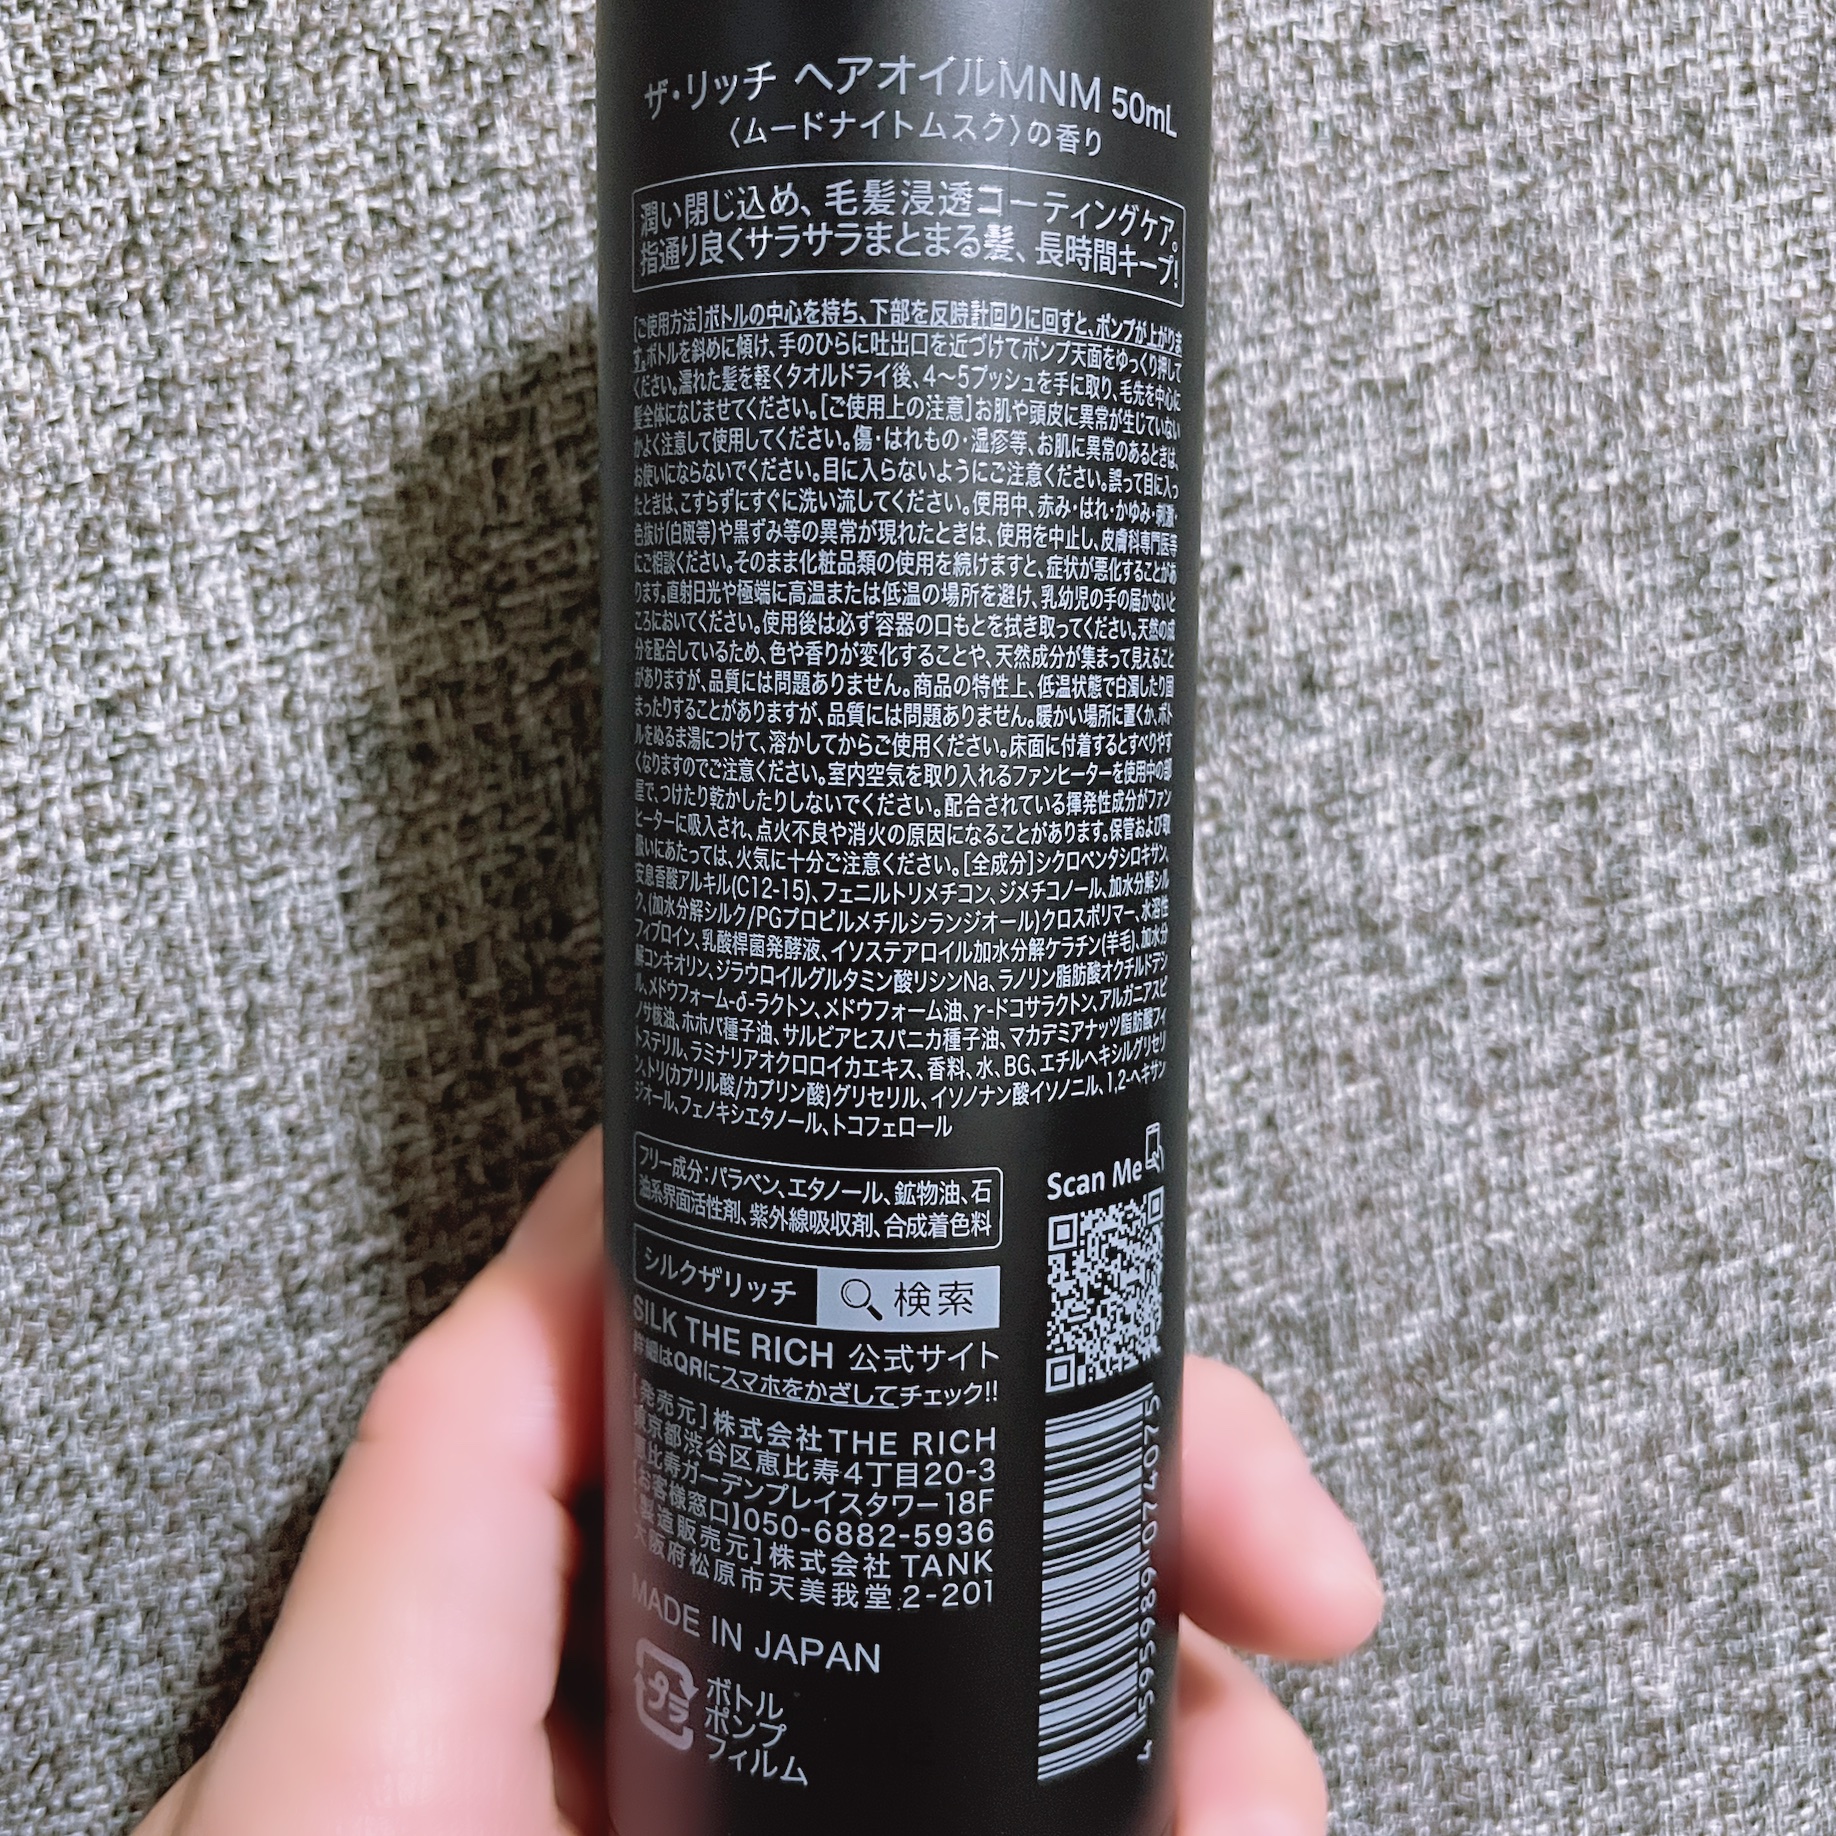 ザ・リッチ ヘアオイルMNM 50mL
〈ムードナイトムスク〉の香り
潤い閉じ込め、毛髪浸透コーティングケア。
指通り良くサラサラまとまる髪、長時間キープ!
[ご使用方法]ボトルの中心を持ち、下部を反時計回りに回すと、ポンプが上がりま
す。ボトルを斜めに傾け、手のひらに吐出口を近づけてポンプ天面をゆっくり押して
ください。濡れた髪を軽くタオルドライ後、4〜5プッシュを手に取り、毛先を中心に
髪全体になじませてください。[ご使用上の注意]お肌や頭皮に異常が生じていない
かよく注意して使用してください。傷・はれもの・湿疹等、お肌に異常のあるときは、
お使いにならないでください。目に入らないようにご注意ください。誤って目に入っ
たときは、こすらずにすぐに洗い流してください。使用中、赤み・はれ・かゆみ・刺激・
色抜け(白斑等)や黒ずみ等の異常が現れたときは、使用を中止し、皮膚科専門医等
にご相談ください。そのまま化粧品類の使用を続けますと、症状が悪化することがあ
ります。直射日光や極端に高温または低温の場所を避け、乳幼児の手の届かないと
ころにおいてください。使用後は必ず容器の口もとを拭き取ってください。天然の成
分を配合しているため、色や香りが変化することや、天然成分が集まって見えること
がありますが、品質には問題ありません。商品の特性上、低温状態で白濁したり固
まったりすることがありますが、品質には問題ありません。暖かい場所に置くか、ボト
ルをぬるま湯につけて、溶かしてからご使用ください。床面に付着するとすべりやす
くなりますのでご注意ください。室内空気を取り入れるファンヒーターを使用中の部
屋で、つけたり乾かしたりしないでください。配合されている揮発性成分がファン
ヒーターに吸入され、点火不良や消火の原因になることがあります。保管および取
扱いにあたっては、火気に十分ご注意ください。[全成分]シクロペンタシロキサン、
安息香酸アルキル(C12-15)、フェニルトリメチコン、ジメチコノール、加水分解シル
ク、(加水分解シルク/PGプロピルメチルシランジオール)クロスポリマー、水溶性
フィブロイン、乳酸桿菌発酵液、イソステアロイル加水分解ケラチン(羊毛)、加水分
解コンキオリン、ジラウロイルグルタミン酸リシンNa、ラノリン脂肪酸オクチルドデシ
ル、メドウフォーム-δ-ラクトン、メドウフォーム油、γ-ドコサラクトン、アルガニアスピ
ノサ核油、ホホバ種子油、サルビアヒスパニカ種子油、マカデミアナッツ脂肪酸フィ
トステリル、ラミナリアオクロロイカエキス、香料、水、BG、エチルヘキシルグリセリ
ン、トリ(カプリル酸/カプリン酸)グリセリル、イソノナン酸イソノニル、1,2-ヘキサン
ジオール、フェノキシエタノール、トコフェロール
フリー成分:パラベン、エタノール、鉱物油、石
油系界面活性剤、紫外線吸収剤、合成着色料
Scan Me
シルクザリッチ 検索
SILK THE RICH 公式サイト
詳細はQRにスマホをかざしてチェック!!
[発売元]株式会社THE RICH
東京都渋谷区恵比寿4丁目20-3
恵比寿ガーデンプレイスタワー18F
[お客様窓口]050-6882-5936
[製造販売元]株式会社 TANK
大阪府松原市天美我堂2-201
MADE IN JAPAN
プラ
ボトル
ポンプ
フィルム
4 595989 074075